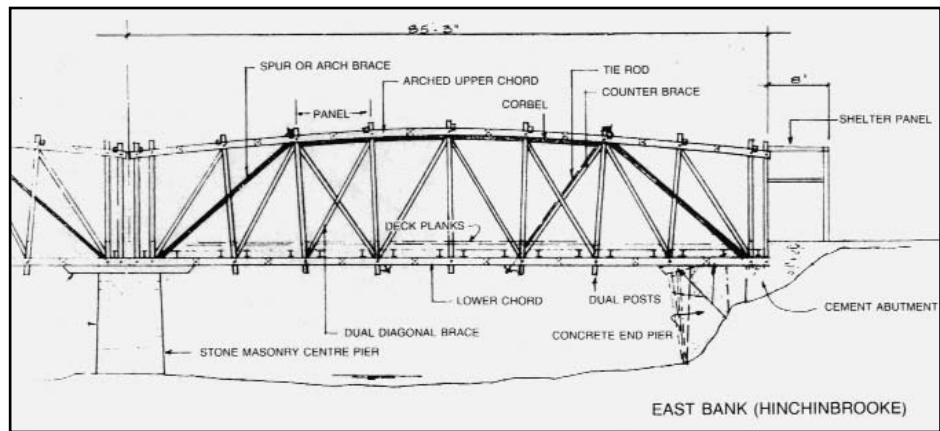 85'-3"
SPUR OR ARCH BRACE
ARCHED UPPER CHORD
TIE ROD
COUNTER BRACE
8'
PANEL
CORBEL
SHELTER PANEL
DECK PLANKS
LOWER CHORD
DUAL POSTS
CEMENT ABUTMENT
DUAL DIAGONAL BRACE
CONCRETE END PIER
STONE MASONRY CENTRE PIER
EAST BANK (HINCHINBROOKE)